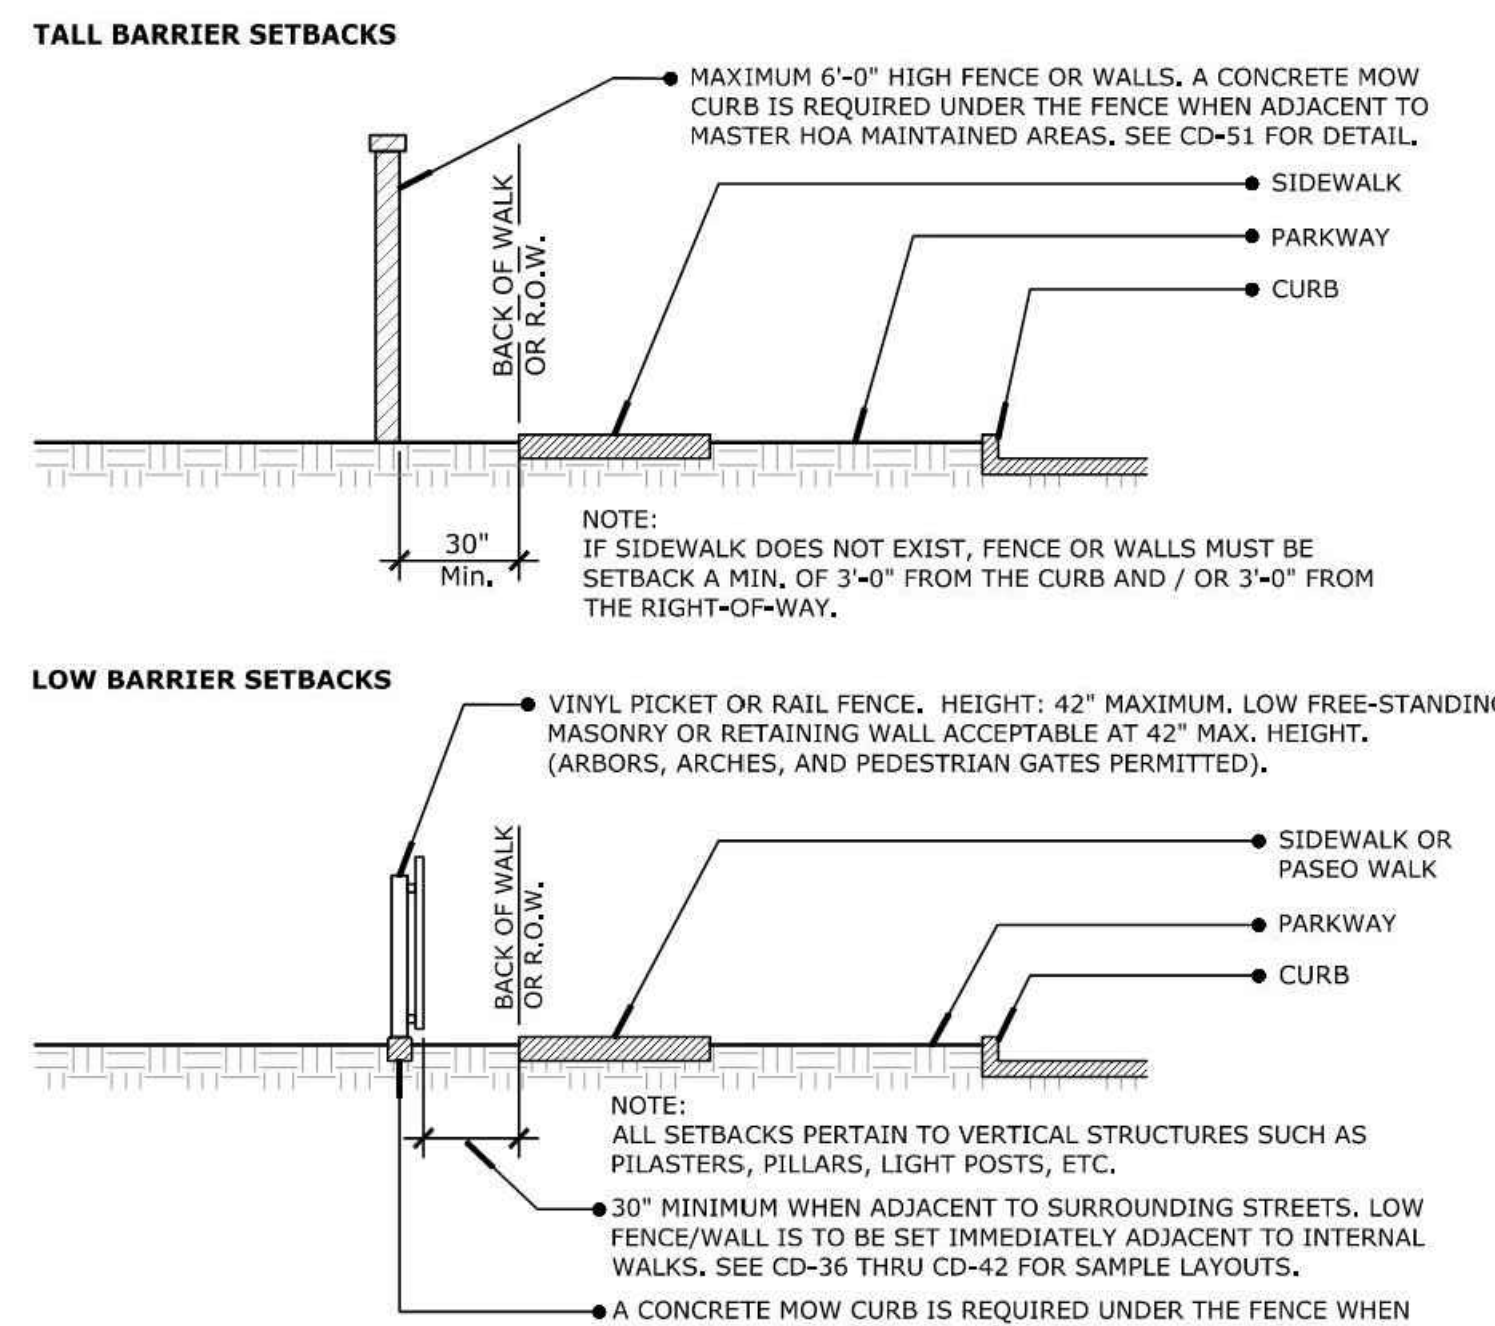 TALL BARRIER SETBACKS
MAXIMUM 6'-0" HIGH FENCE OR WALLS. A CONCRETE MOW
CURB IS REQUIRED UNDER THE FENCE WHEN ADJACENT TO
MASTER HOA MAINTAINED AREAS. SEE CD-51 FOR DETAIL.
SIDEWALK
PARKWAY
CURB
BACK OF WALK
OR R.O.W.
30"
Min.
NOTE:
IF SIDEWALK DOES NOT EXIST, FENCE OR WALLS MUST BE
SETBACK A MIN. OF 3'-0" FROM THE CURB AND / OR 3'-0" FROM
THE RIGHT-OF-WAY.
LOW BARRIER SETBACKS
VINYL PICKET OR RAIL FENCE. HEIGHT: 42" MAXIMUM. LOW FREE-STANDING
MASONRY OR RETAINING WALL ACCEPTABLE AT 42" MAX. HEIGHT.
(ARBORS, ARCHES, AND PEDESTRIAN GATES PERMITTED).
SIDEWALK OR
PASEO WALK
PARKWAY
CURB
BACK OF WALK
OR R.O.W.
NOTE:
ALL SETBACKS PERTAIN TO VERTICAL STRUCTURES SUCH AS
PILASTERS, PILLARS, LIGHT POSTS, ETC.
30" MINIMUM WHEN ADJACENT TO SURROUNDING STREETS. LOW
FENCE/WALL IS TO BE SET IMMEDIATELY ADJACENT TO INTERNAL
WALKS. SEE CD-36 THRU CD-42 FOR SAMPLE LAYOUTS.
A CONCRETE MOW CURB IS REQUIRED UNDER THE FENCE WHEN